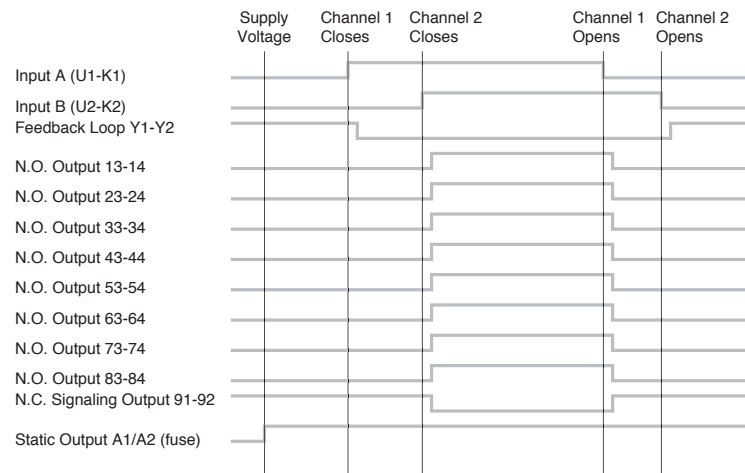 Supply Voltage
Channel 1 Closes
Channel 2 Closes
Channel 1 Opens
Channel 2 Opens
Input A (U1-K1)
Input B (U2-K2)
Feedback Loop Y1-Y2
N.O. Output 13-14
N.O. Output 23-24
N.O. Output 33-34
N.O. Output 43-44
N.O. Output 53-54
N.O. Output 63-64
N.O. Output 73-74
N.O. Output 83-84
N.C. Signaling Output 91-92
Static Output A1/A2 (fuse)